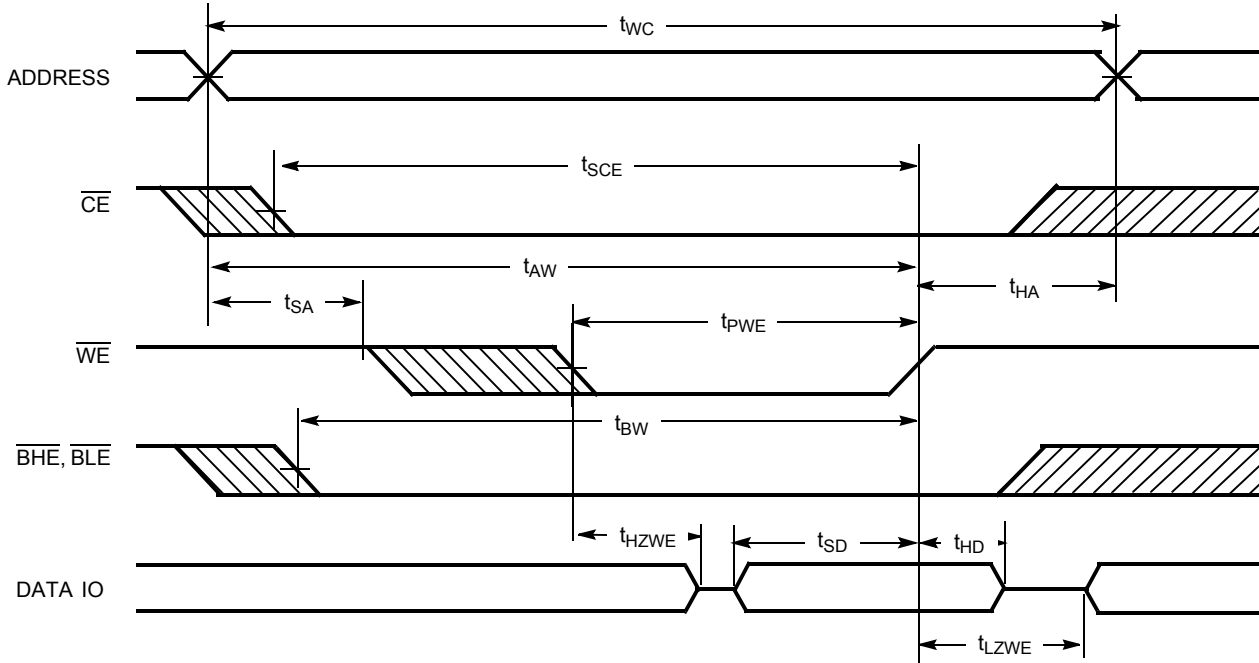 tWC
ADDRESS
tSCE
CE
tAW
tSA
tHA
tPWE
WE
tBW
BHE, BLE
tHZWE
tSD
tHD
DATA IO
tLZWE